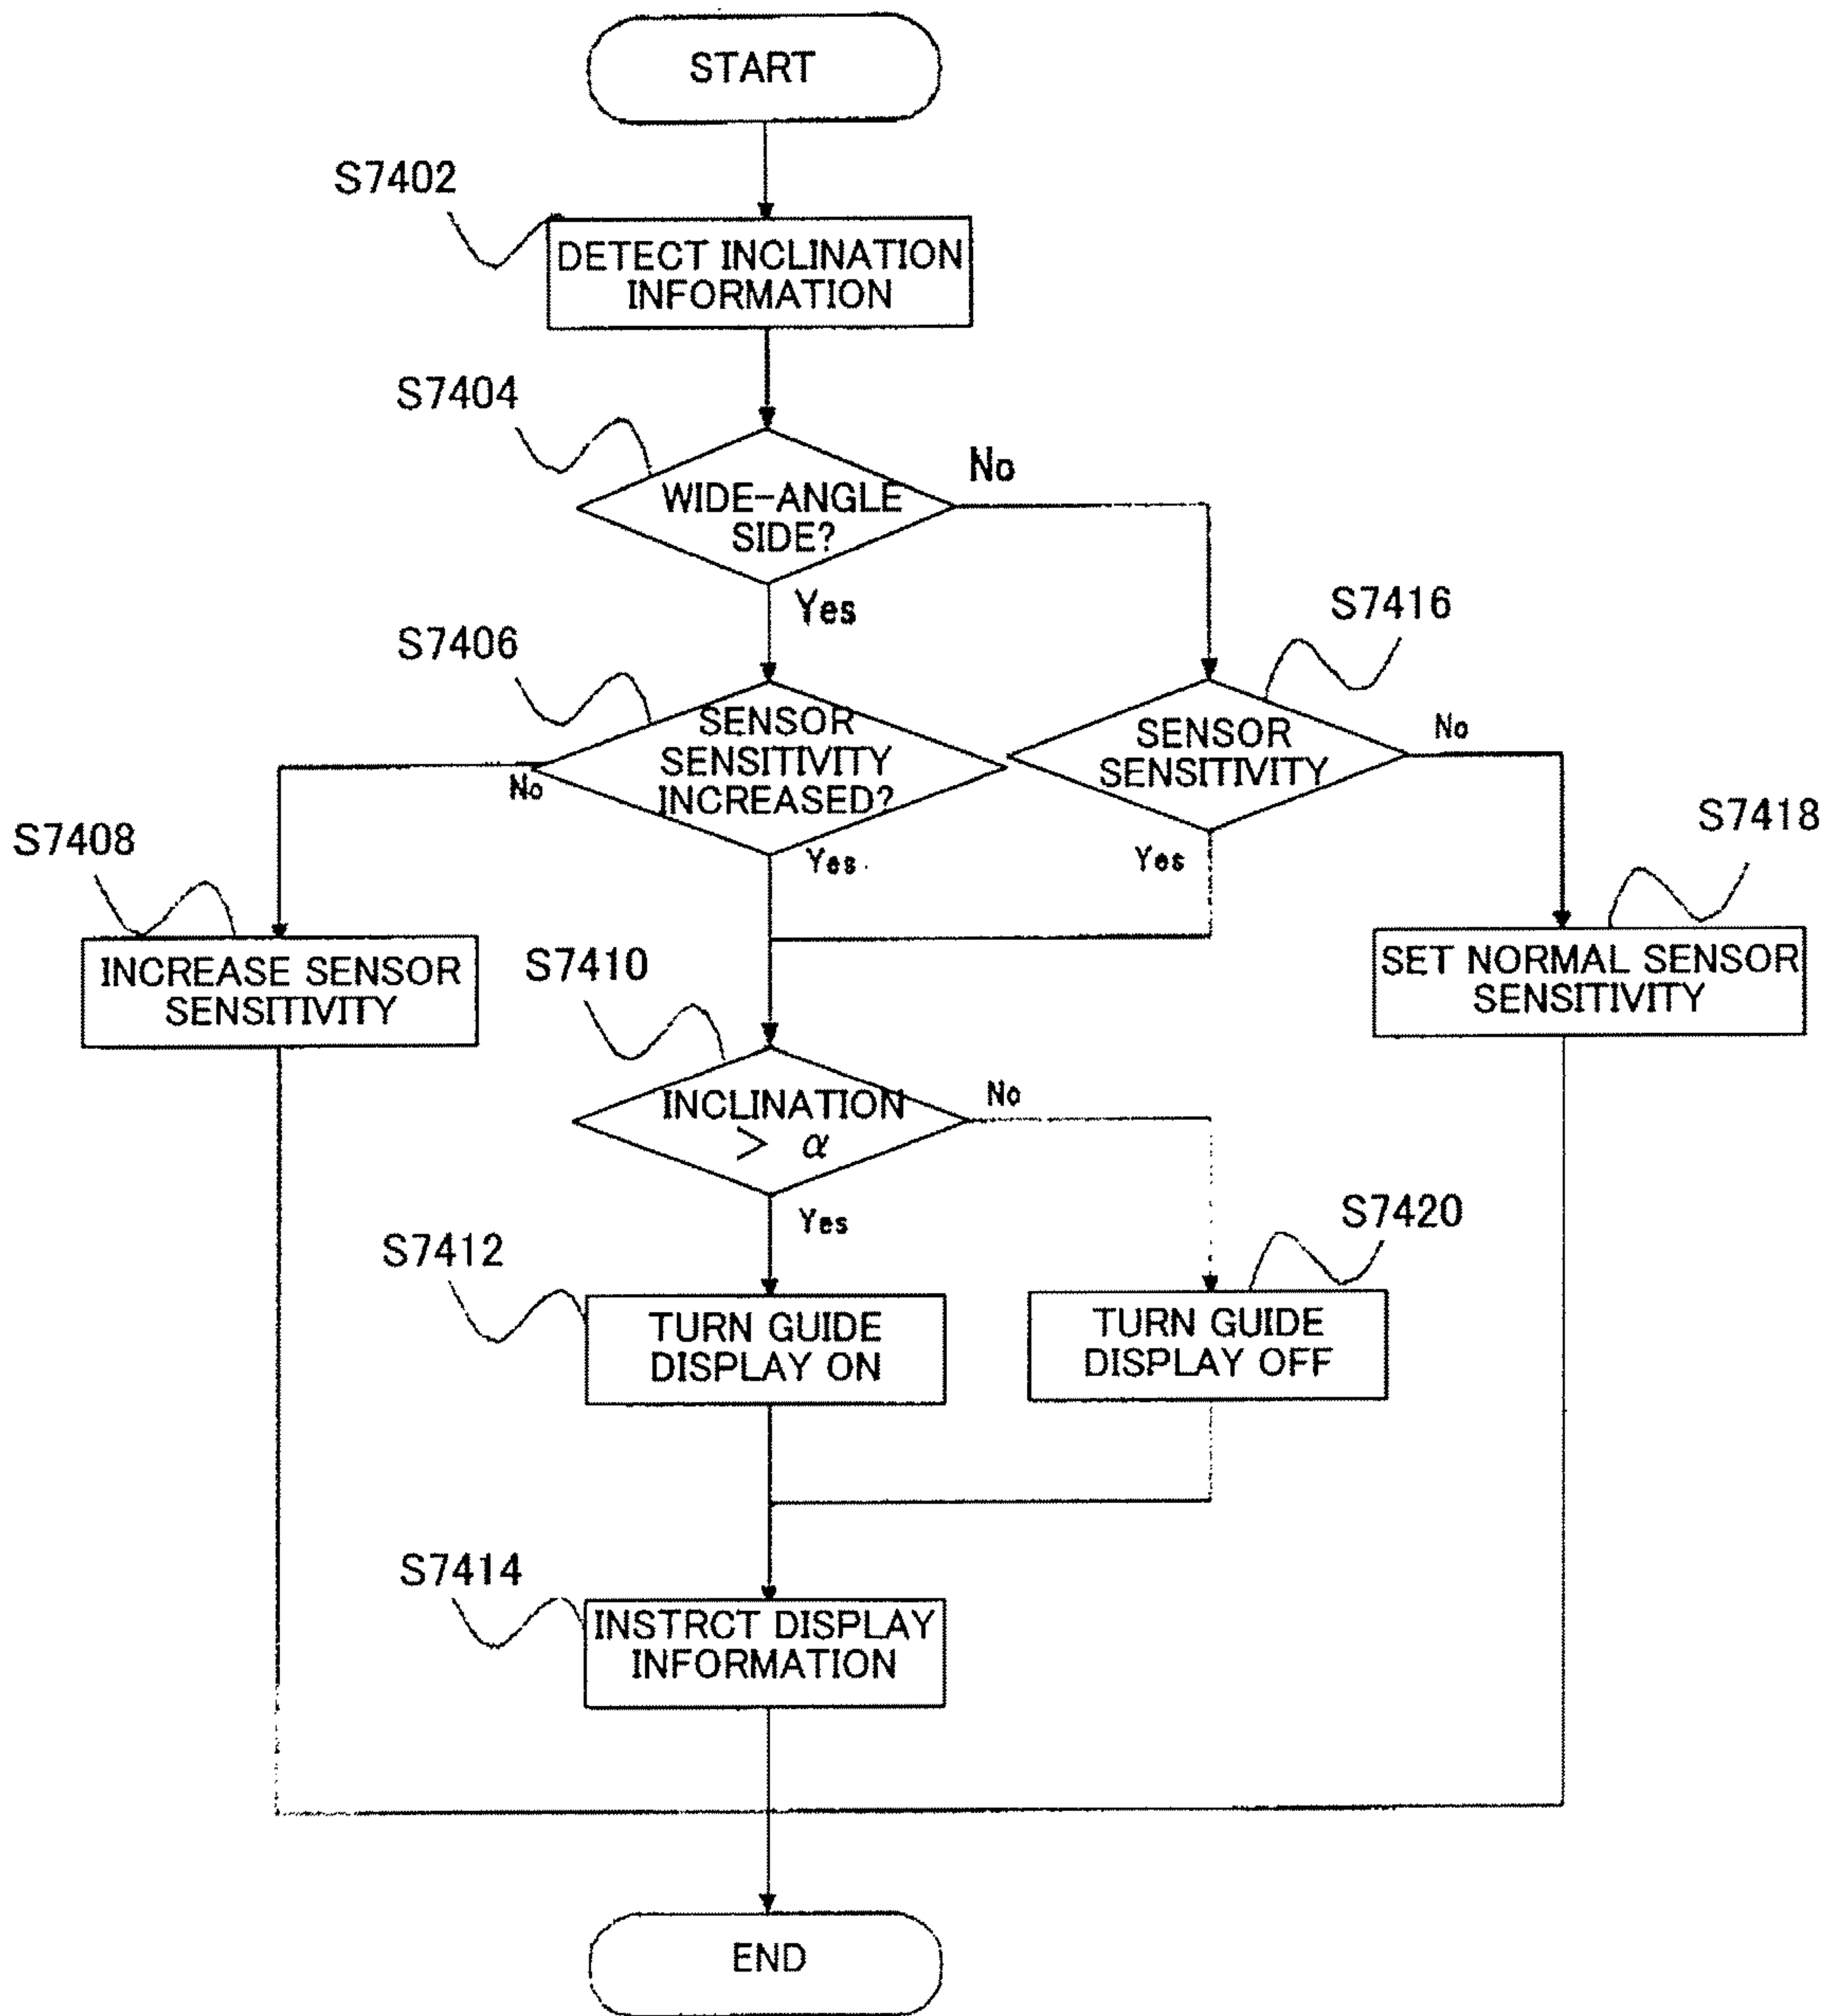 START
S7402
DETECT INCLINATION
INFORMATION
S7404
No
WIDE-ANGLE
SIDE?
Yes
S7416
S7406
SENSOR
SENSITIVITY
INCREASED?
No
Yes
SENSOR
SENSITIVITY
No
Yes
S7408
S7418
INCREASE SENSOR
SENSITIVITY
SET NORMAL SENSOR
SENSITIVITY
S7410
INCLINATION
> α
No
Yes
S7412
S7420
TURN GUIDE
DISPLAY ON
TURN GUIDE
DISPLAY OFF
S7414
INSTRCT DISPLAY
INFORMATION
END